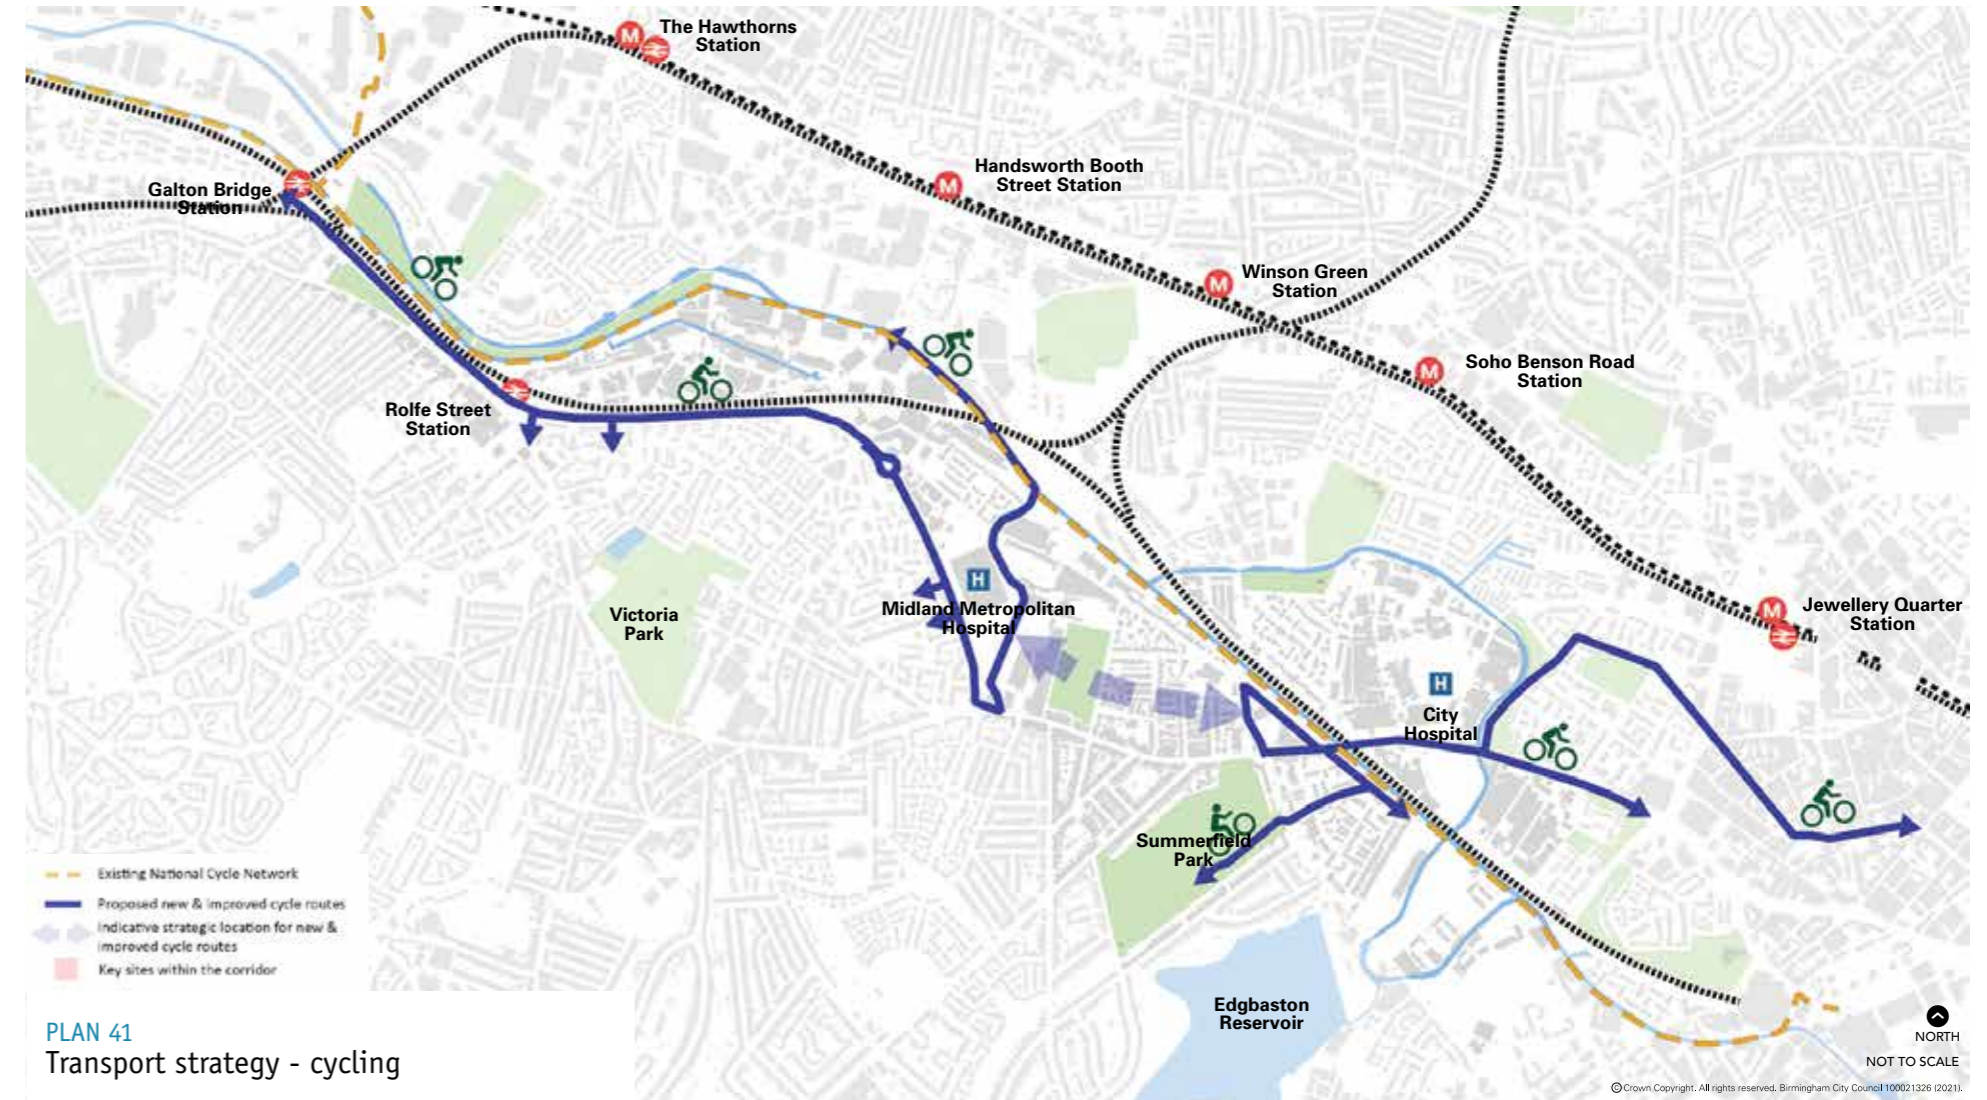 The Hawthorns
Station
M
Handsworth Booth
Street Station
M
Galton Bridge
Station
Winson Green
Station
M
Soho Benson Road
Station
M
Rolfe Street
Station
H
Midland Metropolitan
Hospital
Victoria
Park
M
Jewellery Quarter
Station
H
City
Hospital
Summerfield
Park
Edgbaston
Reservoir
Existing National Cycle Network
Proposed new & improved cycle routes
Indicative strategic location for new &
improved cycle routes
Key sites within the corridor
PLAN 41
Transport strategy - cycling
NORTH
NOT TO SCALE
©Crown Copyright. All rights reserved. Birmingham City Council 100021326 (2021).